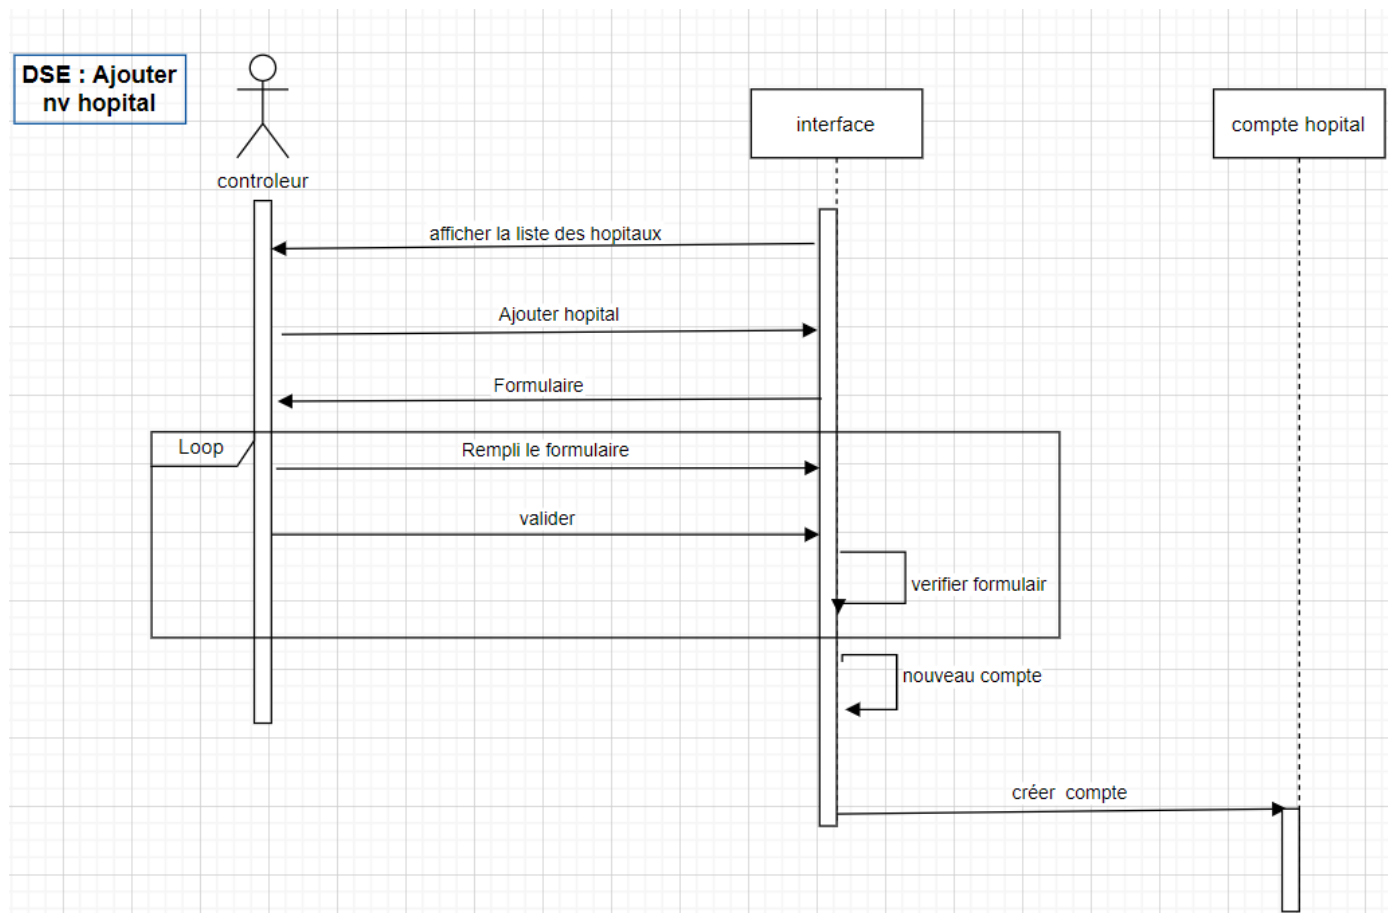 DSE : Ajouter
nv hopital
controleur
interface
compte hopital
afficher la liste des hopitaux
Ajouter hopital
Formulaire
Loop
Rempli le formulaire
valider
verifier formulair
nouveau compte
créer  compte